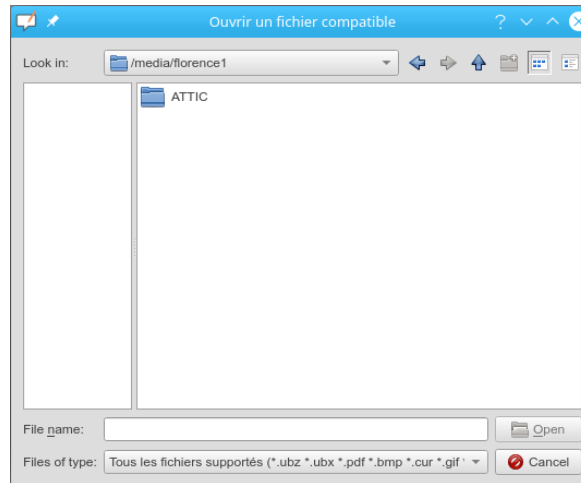 Ouvrir un fichier compatible
Look in: /media/florence1
ATTIC
File name: Open
Files of type: Tous les fichiers supportés (*.ubz *.ubx *.pdf *.bmp *.cur *.gif Cancel